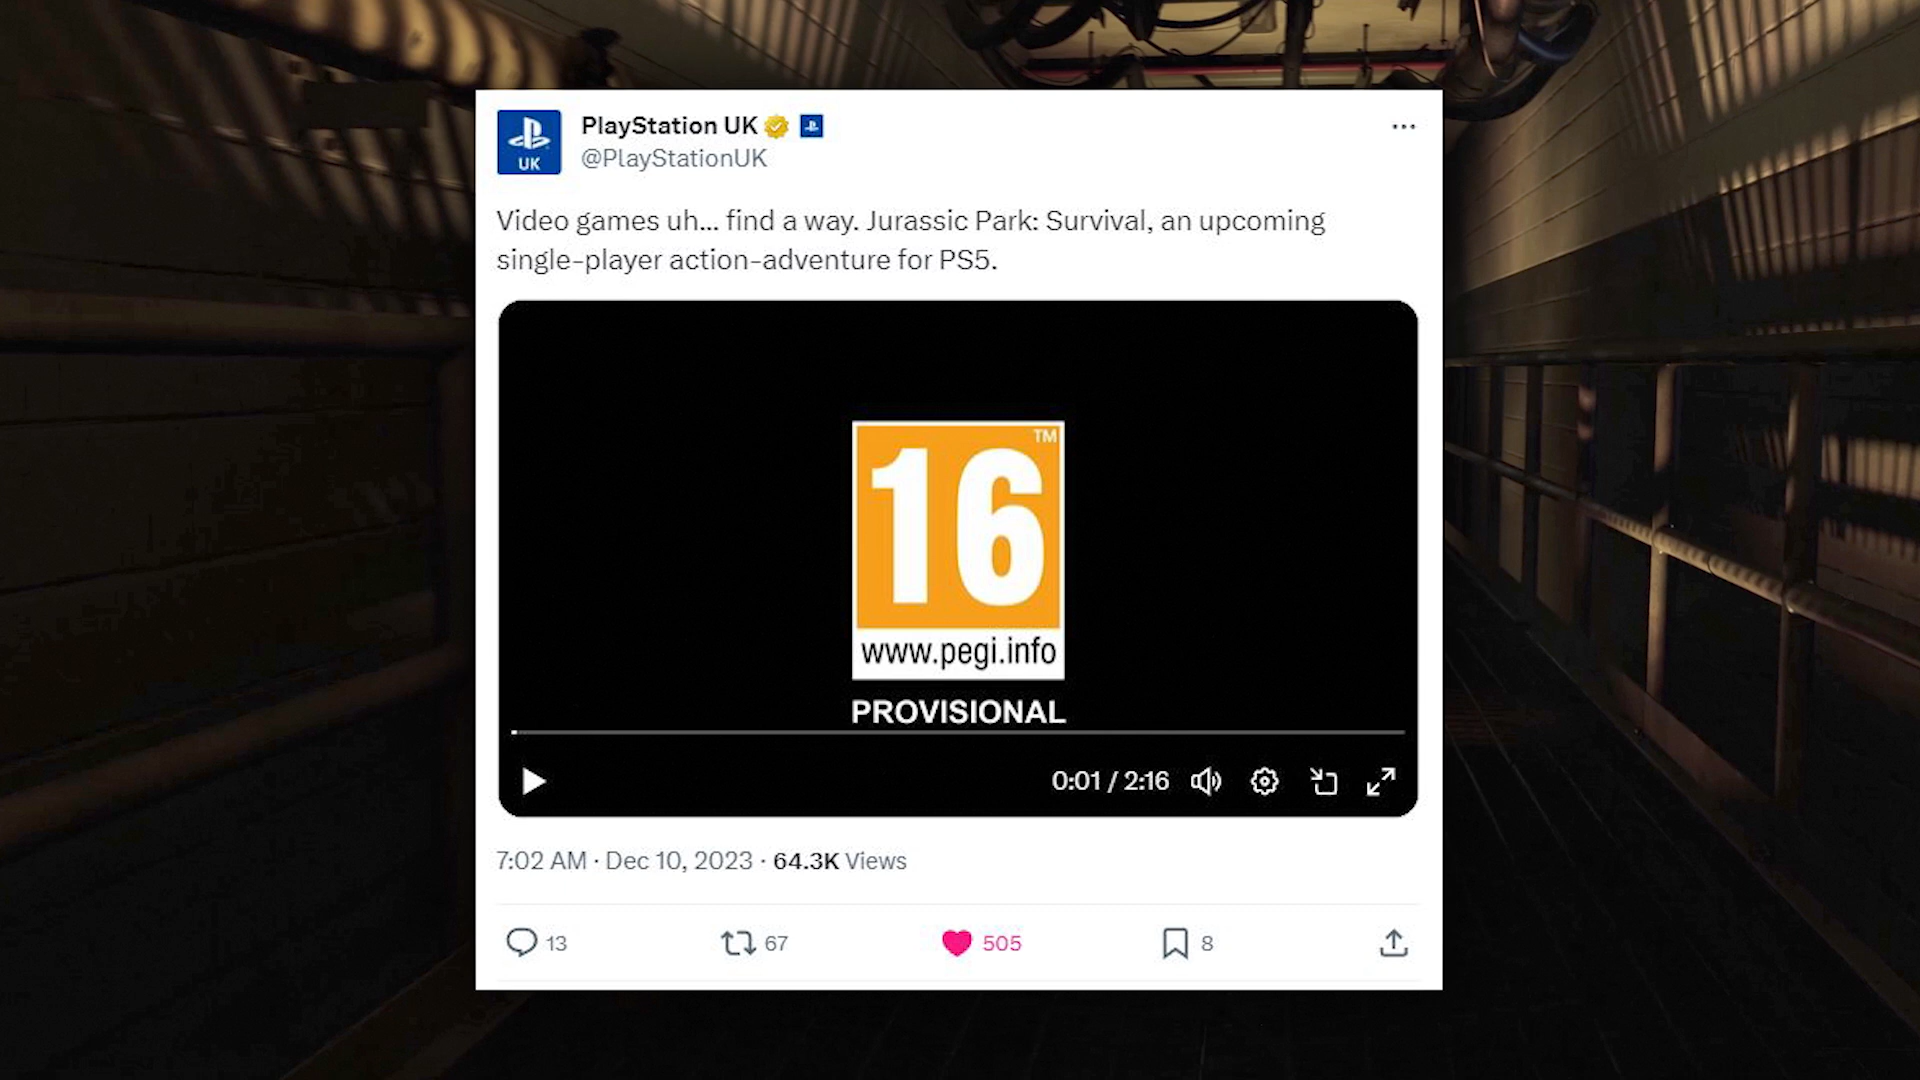 PlayStation UK
UK
@PlayStationUK
Video games uh... find a way. Jurassic Park: Survival, an upcoming
single-player action-adventure for PS5.
16
TM
www.pegi.info
PROVISIONAL
0:01 / 2:16
7:02 AM · Dec 10, 2023 · 64.3K Views
13
67
505
8